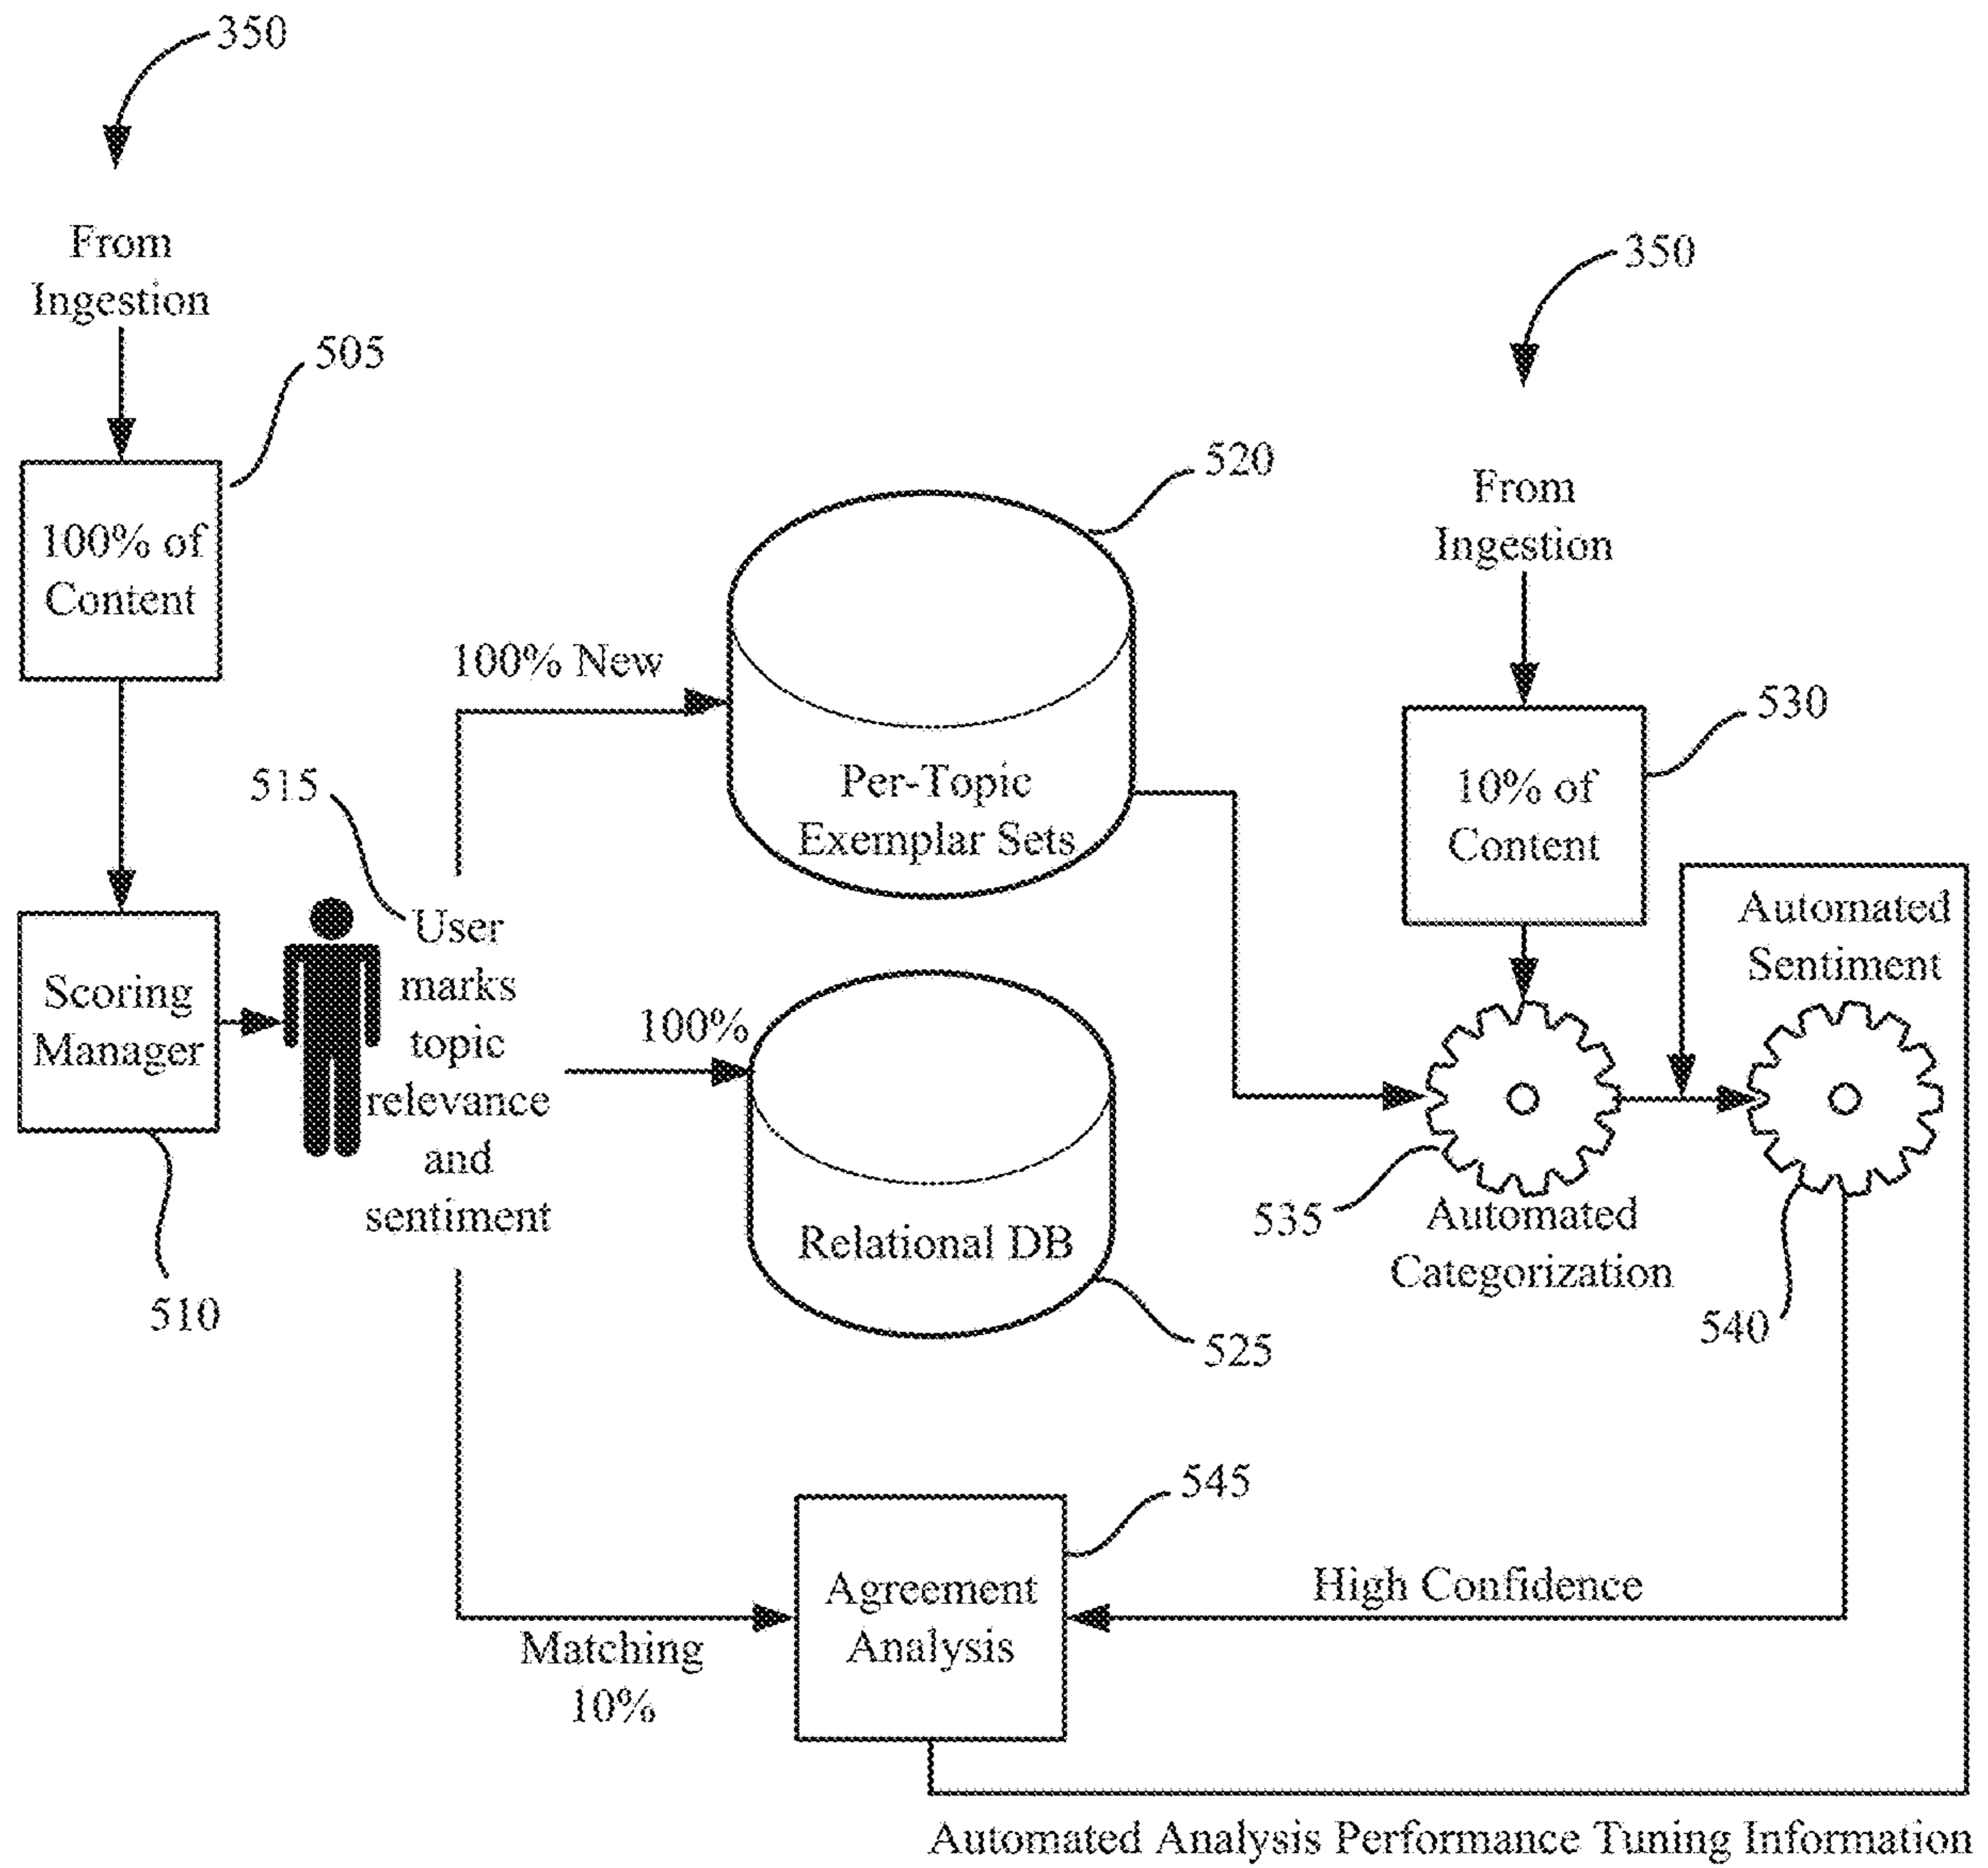 350
From
Ingestion
505
100% of
Content
Scoring
Manager
510
515
User
marks
topic
relevance
and
sentiment
100% New
520
Per-Topic
Exemplar Sets
100%
Relational DB
525
350
From
Ingestion
530
10% of
Content
Automated
Sentiment
535
Automated
Categorization
540
545
Agreement
Analysis
High Confidence
Matching
10%
Automated Analysis Performance Tuning Information